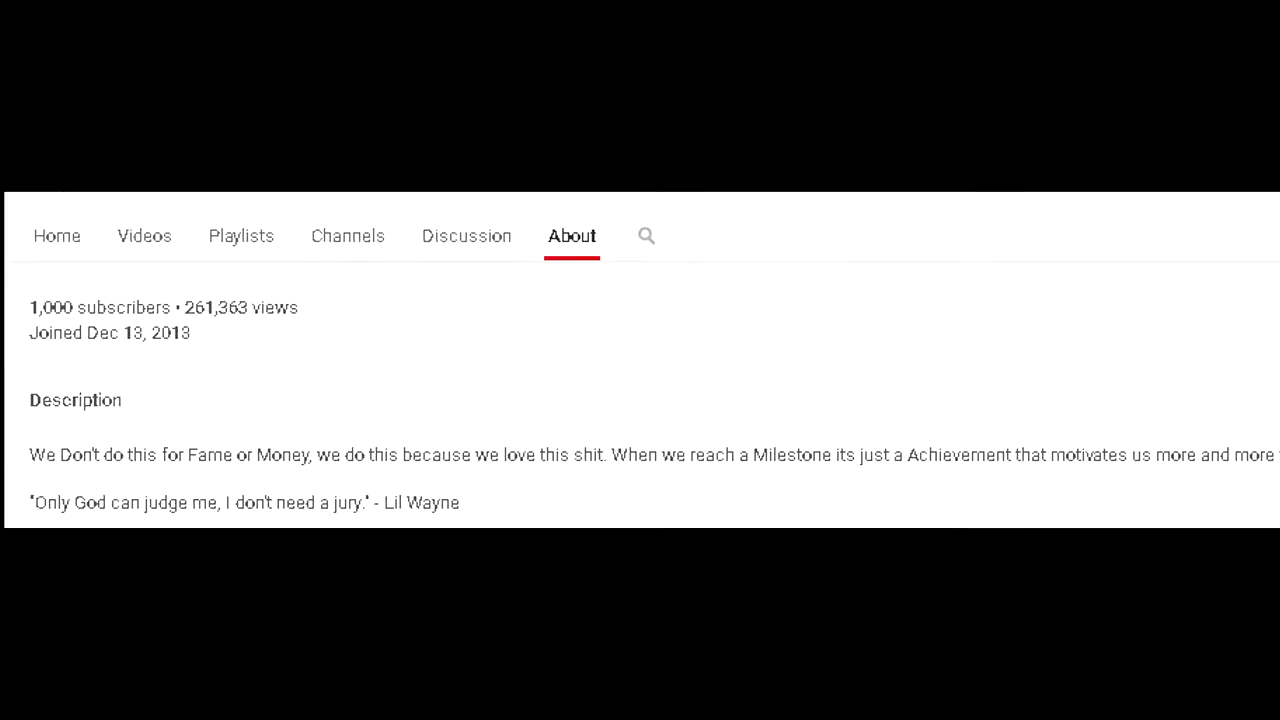 Home Videos Playlists Channels Discussion About
1,000 subscribers • 261,363 views
Joined Dec 13, 2013
Description
We Don't do this for Fame or Money, we do this because we love this shit. When we reach a Milestone its just a Achievement that motivates us more and more
"Only God can judge me, I don't need a jury." - Lil Wayne